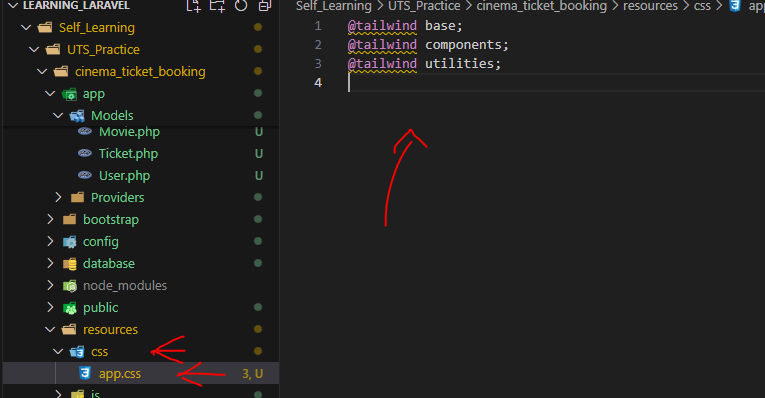 LEARNING_LARAVEL
Self_Learning
UTS_Practice
cinema_ticket_booking
app
Models
Movie.php U
Ticket.php U
User.php U
Providers
bootstrap
config
database
node_modules
public
resources
css
app.css 3, U
js
Self_Learning > UTS_Practice > cinema_ticket_booking > resources > css > ap
1 @tailwind base;
2 @tailwind components;
3 @tailwind utilities;
4